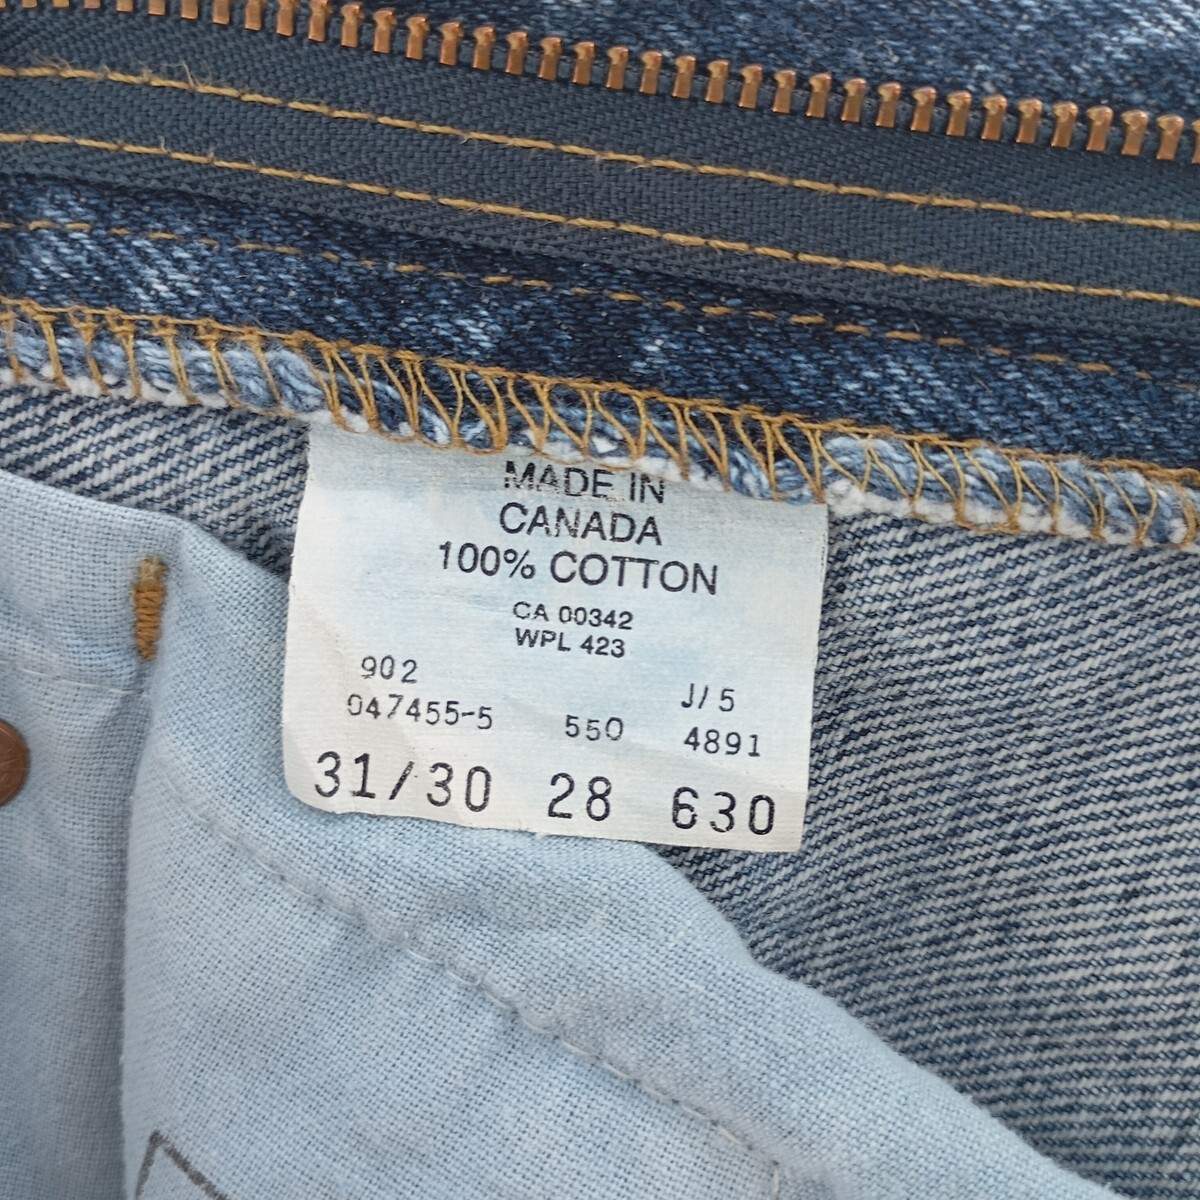 MADE IN
CANADA
100% COTTON
CA 00342
WPL 423
902 J/5
047455-5 550 4891
31/30 28 630